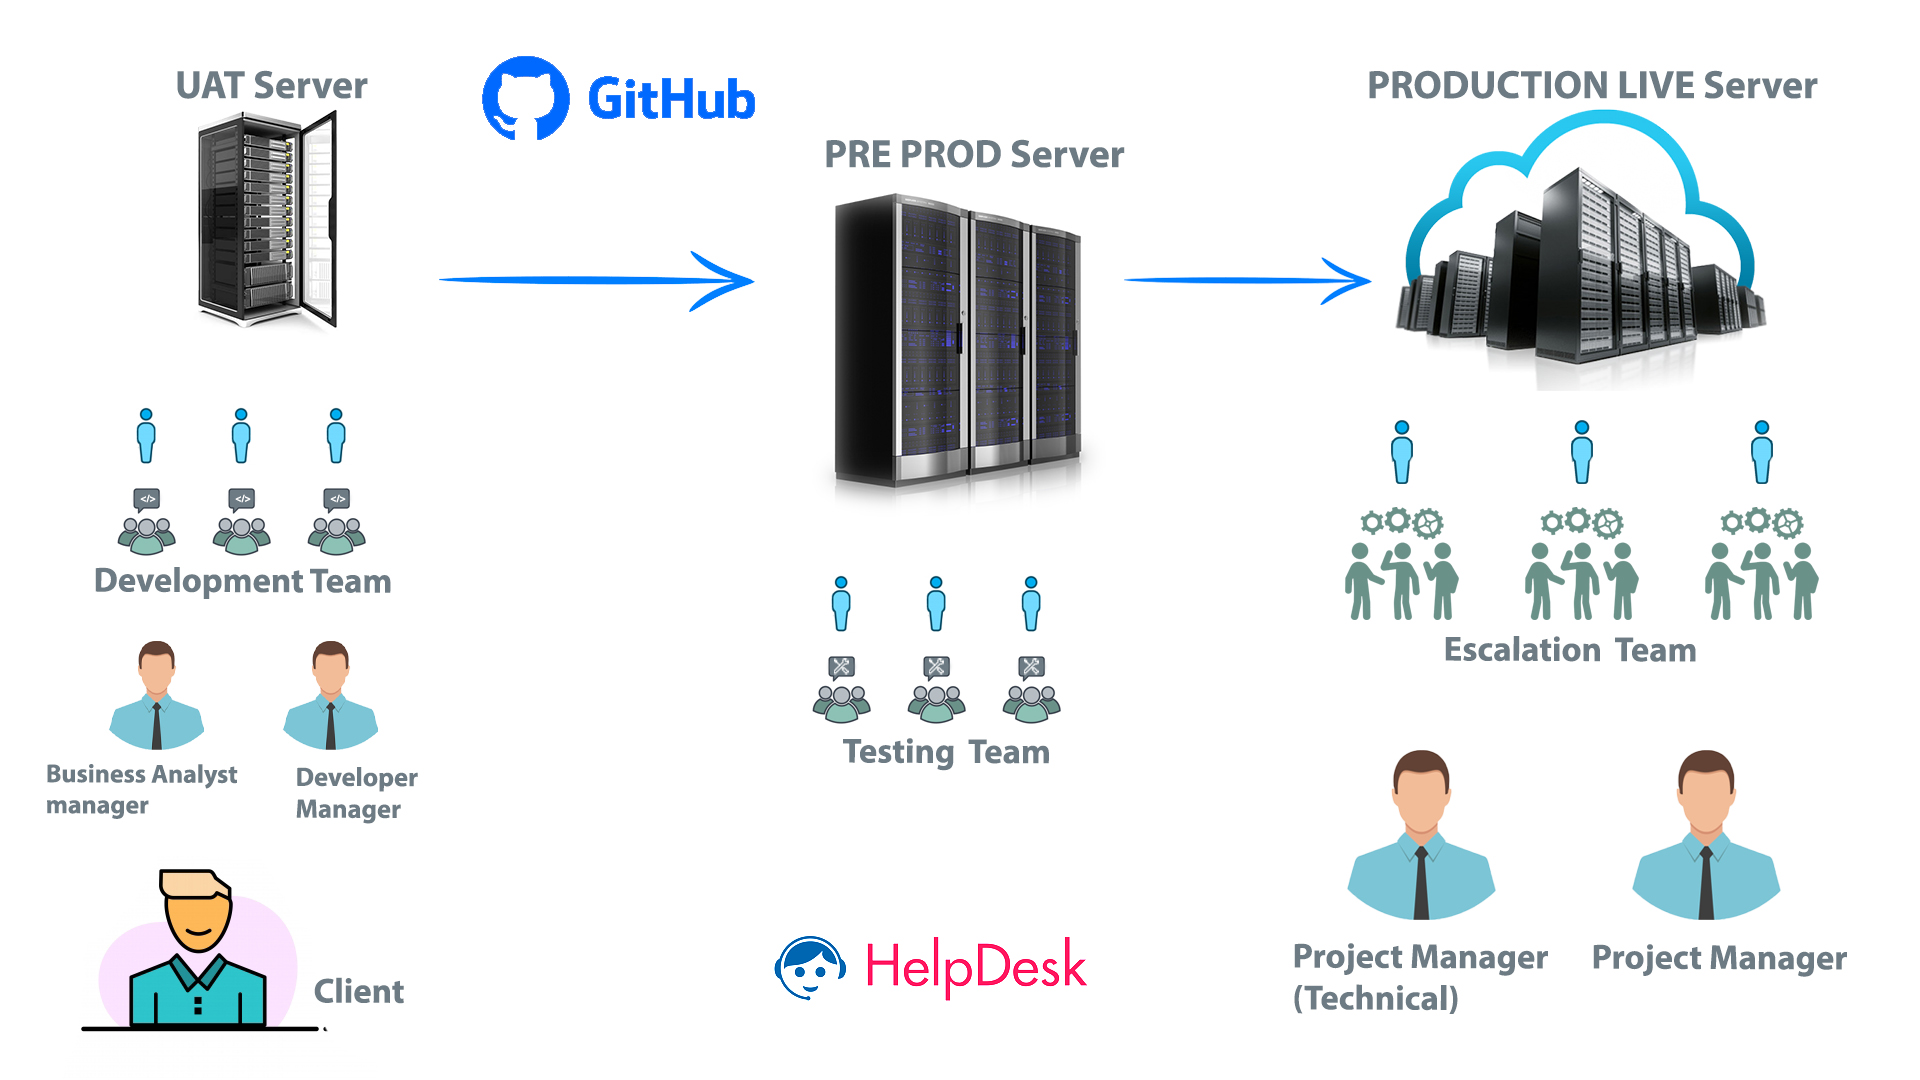 UAT Server
GitHub
PRE PROD Server
PRODUCTION LIVE Server
</>
</>
</>
Development Team
Business Analyst
manager
Developer
Manager
Client
Testing Team
HelpDesk
Escalation Team
Project Manager
(Technical)
Project Manager